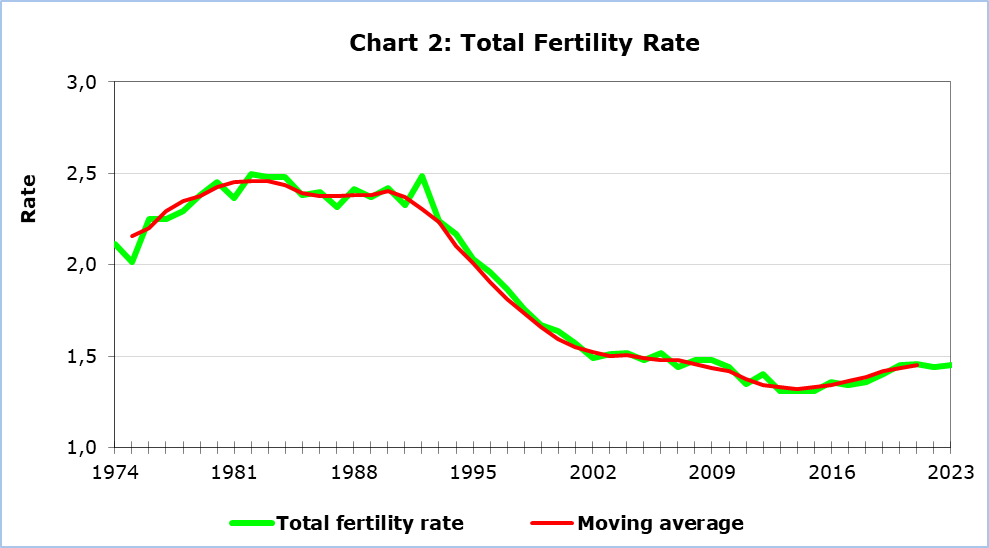 Chart 2: Total Fertility Rate
3,0
2,5
2,0
1,5
1,0
Rate
1974 1981 1988 1995 2002 2009 2016 2023
Total fertility rate Moving average